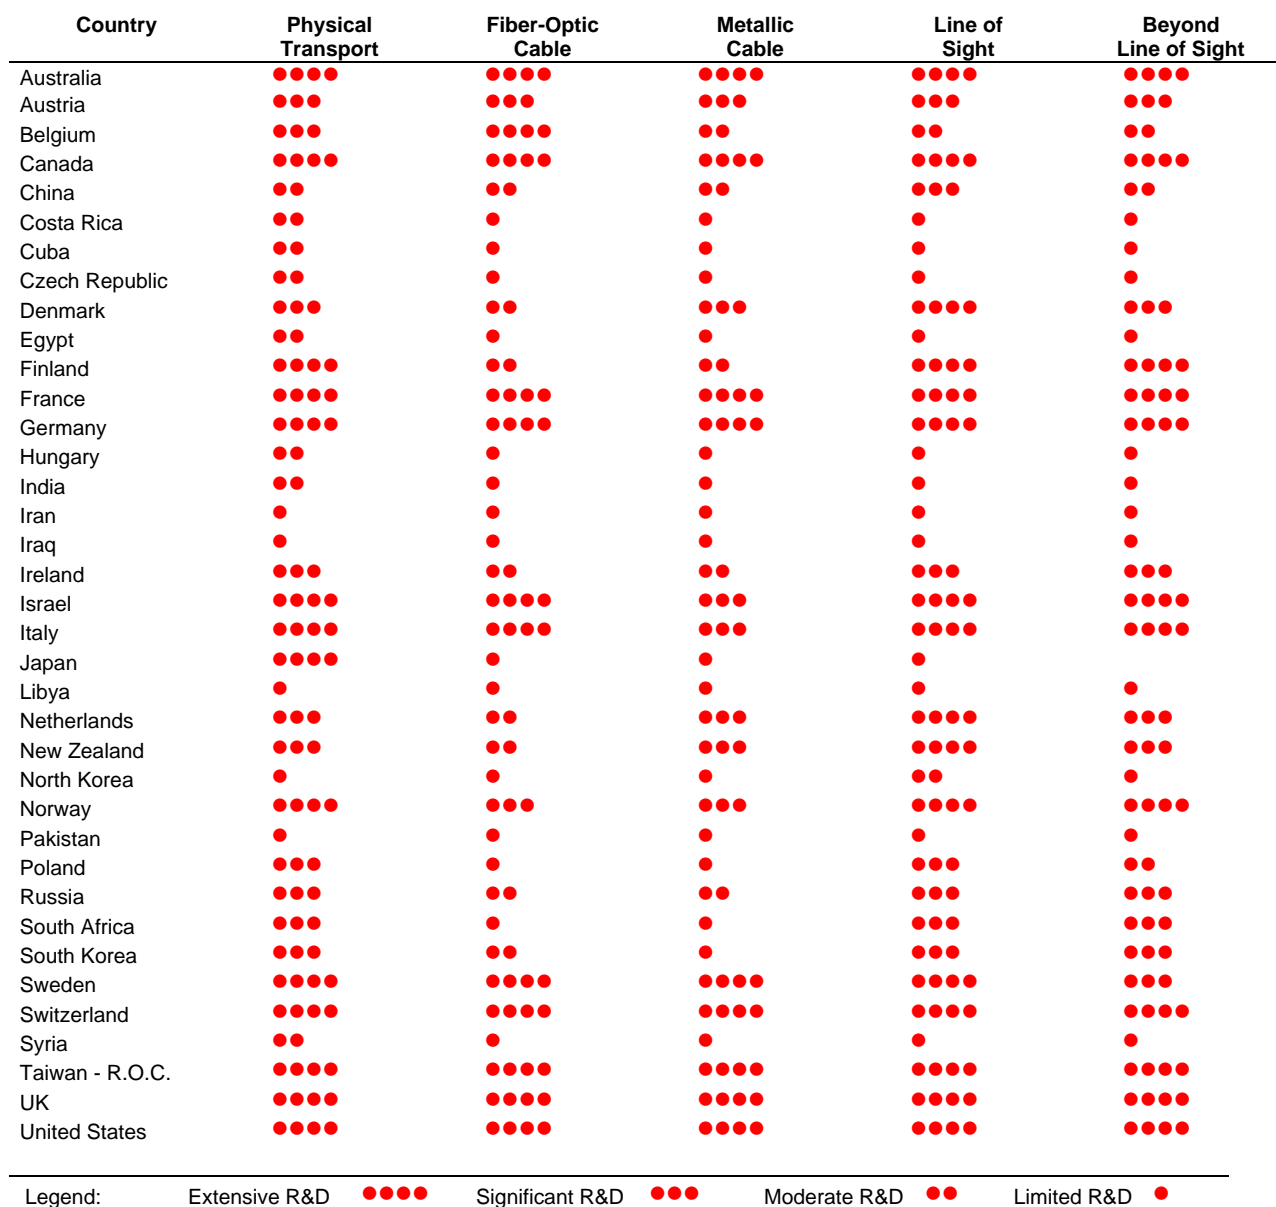 Country Physical Transport Fiber-Optic Cable Metallic Cable Line of Sight Beyond Line of Sight
Australia ●●●● ●●●● ●●●● ●●●● ●●●●
Austria ●●● ●●● ●●● ●●● ●●●
Belgium ●●● ●●●● ●● ●● ●●
Canada ●●●● ●●●● ●●●● ●●●● ●●●●
China ●● ●● ●● ●●● ●●
Costa Rica ●● ● ● ● ●
Cuba ●● ● ● ● ●
Czech Republic ●● ● ● ● ●
Denmark ●●● ●● ●●● ●●●● ●●●
Egypt ●● ● ● ● ●
Finland ●●●● ●● ●● ●●●● ●●●●
France ●●●● ●●●● ●●●● ●●●● ●●●●
Germany ●●●● ●●●● ●●●● ●●●● ●●●●
Hungary ●● ● ● ● ●
India ●● ● ● ● ●
Iran ● ● ● ● ●
Iraq ● ● ● ● ●
Ireland ●●● ●● ●● ●●● ●●●
Israel ●●●● ●●●● ●●● ●●●● ●●●●
Italy ●●●● ●●●● ●●● ●●●● ●●●●
Japan ●●●● ● ● ●
Libya ● ● ● ● ●
Netherlands ●●● ●● ●●● ●●●● ●●●
New Zealand ●●● ●● ●●● ●●●● ●●●
North Korea ● ● ● ●● ●
Norway ●●●● ●●● ●●● ●●●● ●●●●
Pakistan ● ● ● ● ●
Poland ●●● ● ● ●●● ●●
Russia ●●● ●● ●● ●●● ●●●
South Africa ●●● ● ● ●●● ●●●
South Korea ●●● ●● ● ●●● ●●●
Sweden ●●●● ●●●● ●●●● ●●●● ●●●
Switzerland ●●●● ●●●● ●●●● ●●●● ●●●●
Syria ●● ● ● ● ●
Taiwan - R.O.C. ●●●● ●●●● ●●●● ●●●● ●●●●
UK ●●●● ●●●● ●●●● ●●●● ●●●●
United States ●●●● ●●●● ●●●● ●●●● ●●●●
Legend: Extensive R&D ●●●● Significant R&D ●●● Moderate R&D ●● Limited R&D ●